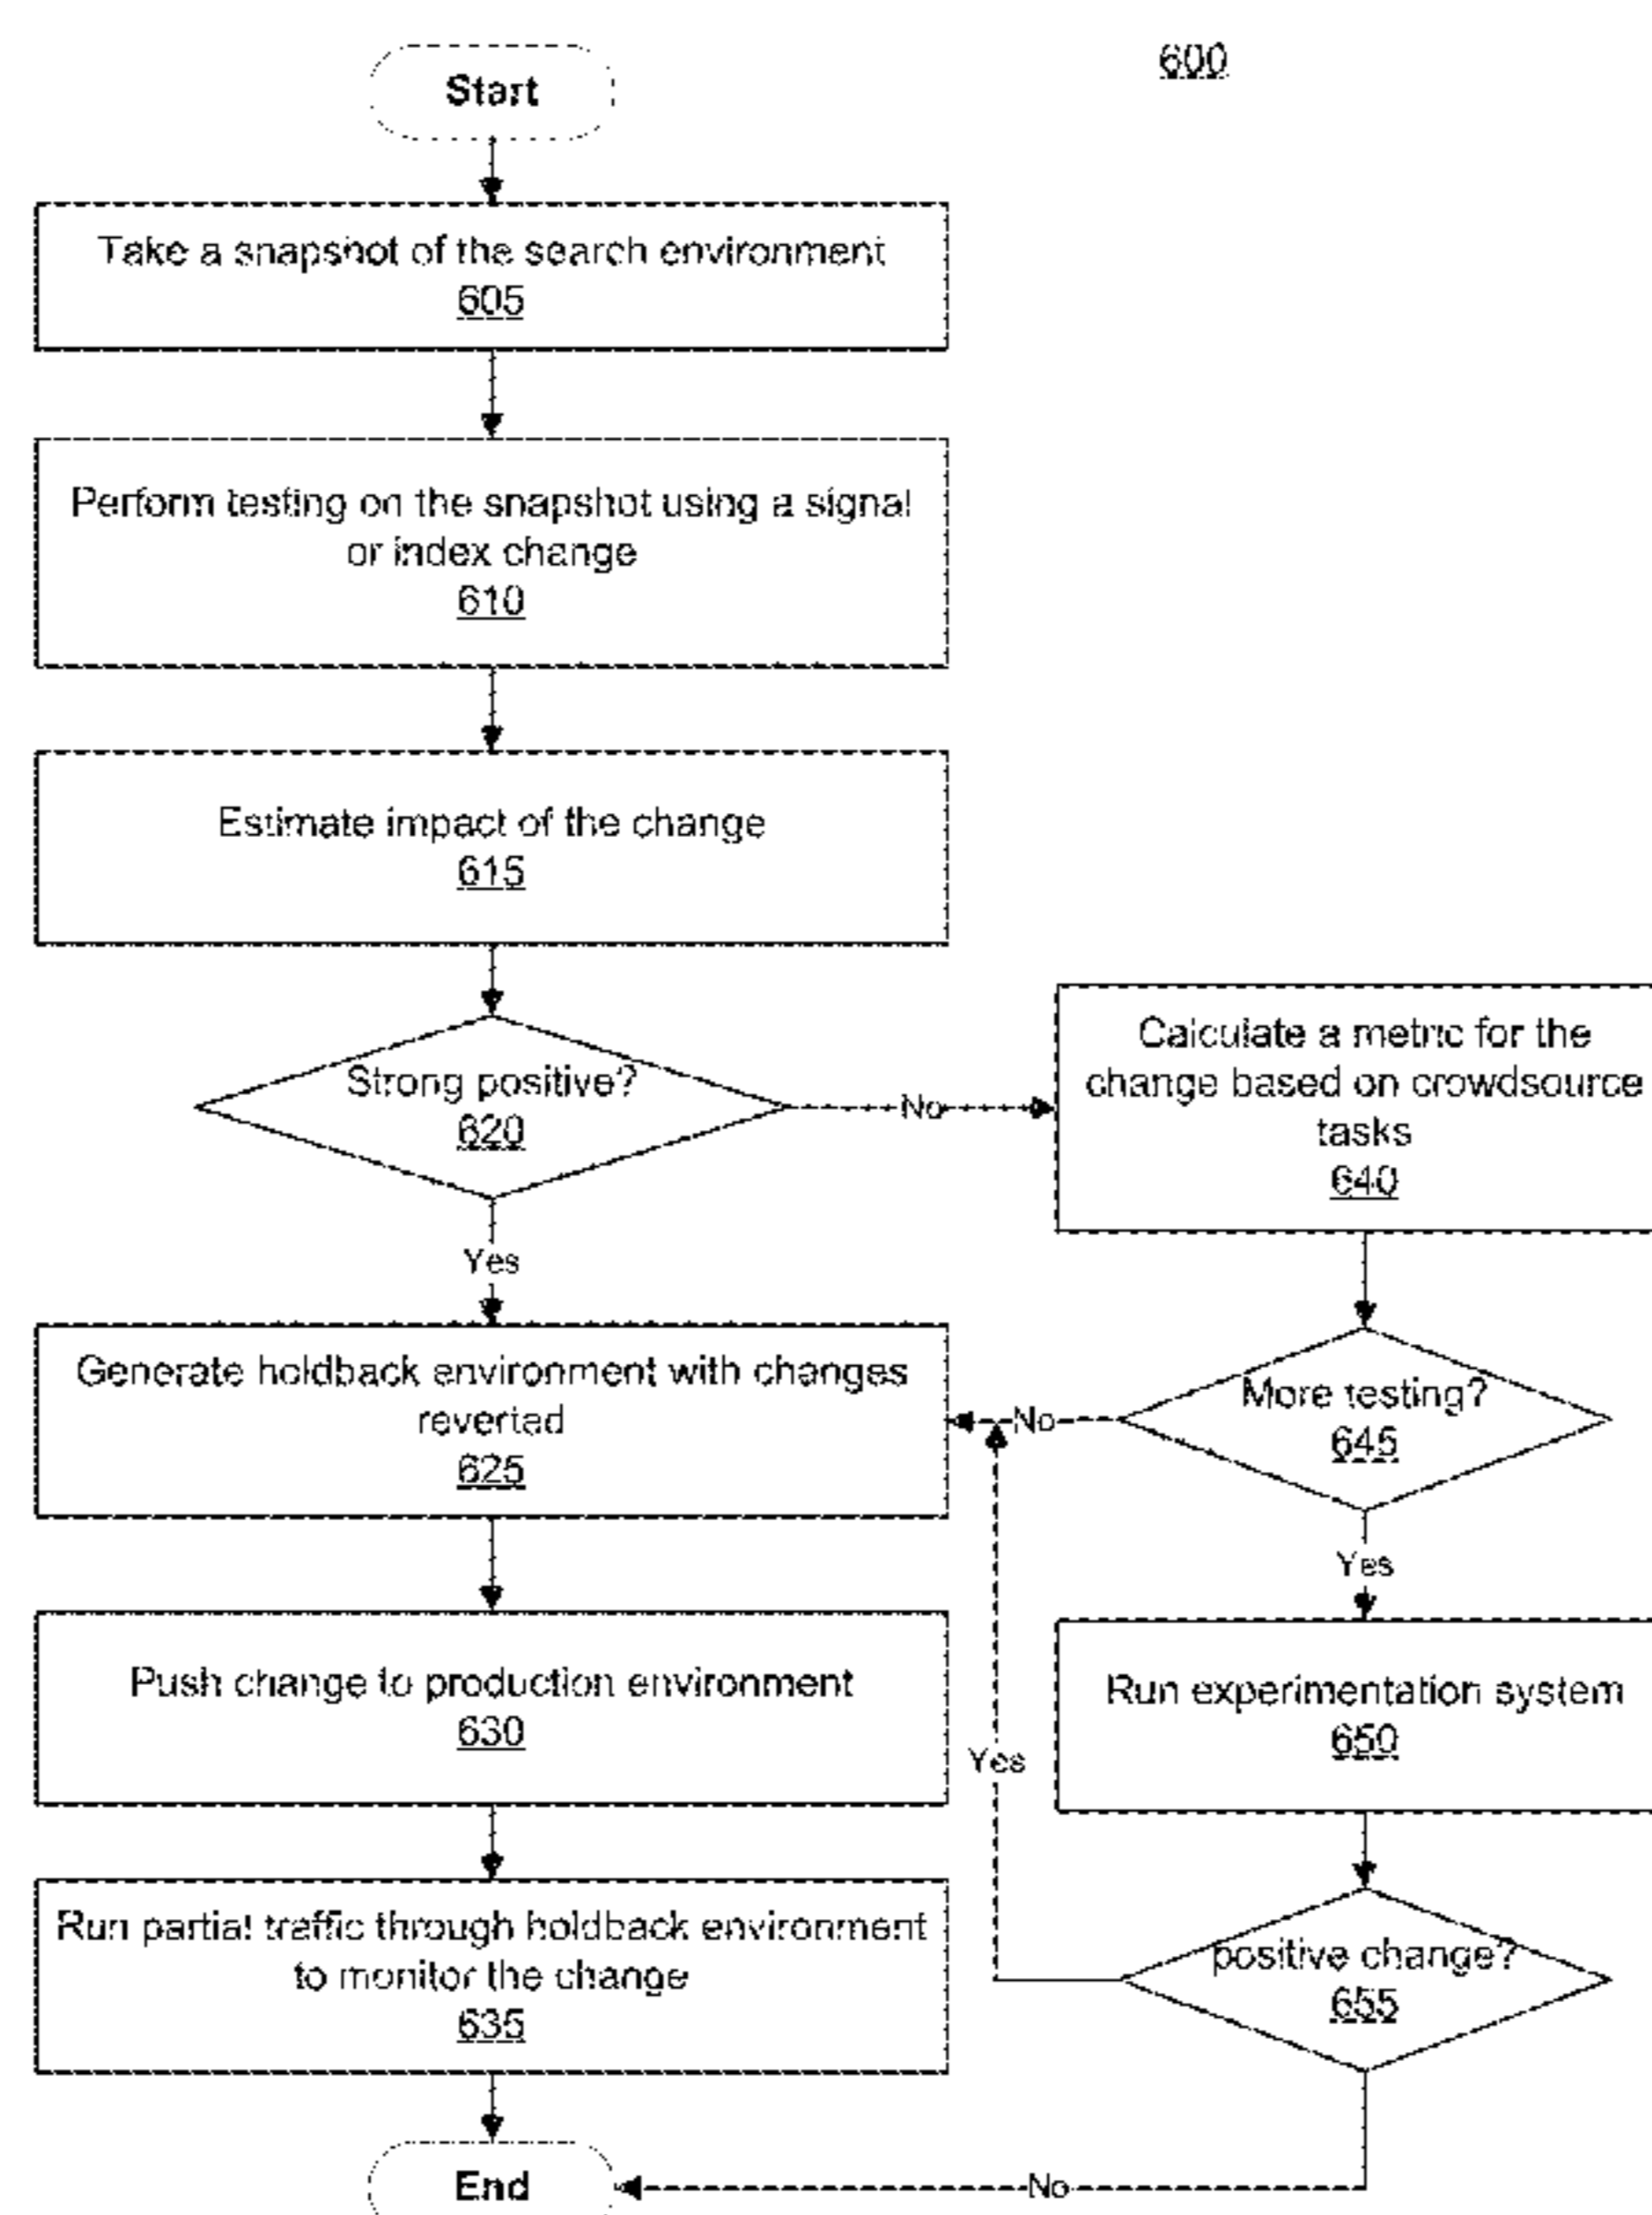 600
Start
Take a snapshot of the search environment
605
Perform testing on the snapshot using a signal
or index change
610
Estimate impact of the change
615
Strong positive?
620
No
Calculate a metric for the
change based on crowdsource
tasks
640
Yes
Generate holdback environment with changes
reverted
625
No
More testing?
645
Yes
Push change to production environment
630
Yes
Run experimentation system
650
Run partial traffic through holdback environment
to monitor the change
635
positive change?
655
End
No